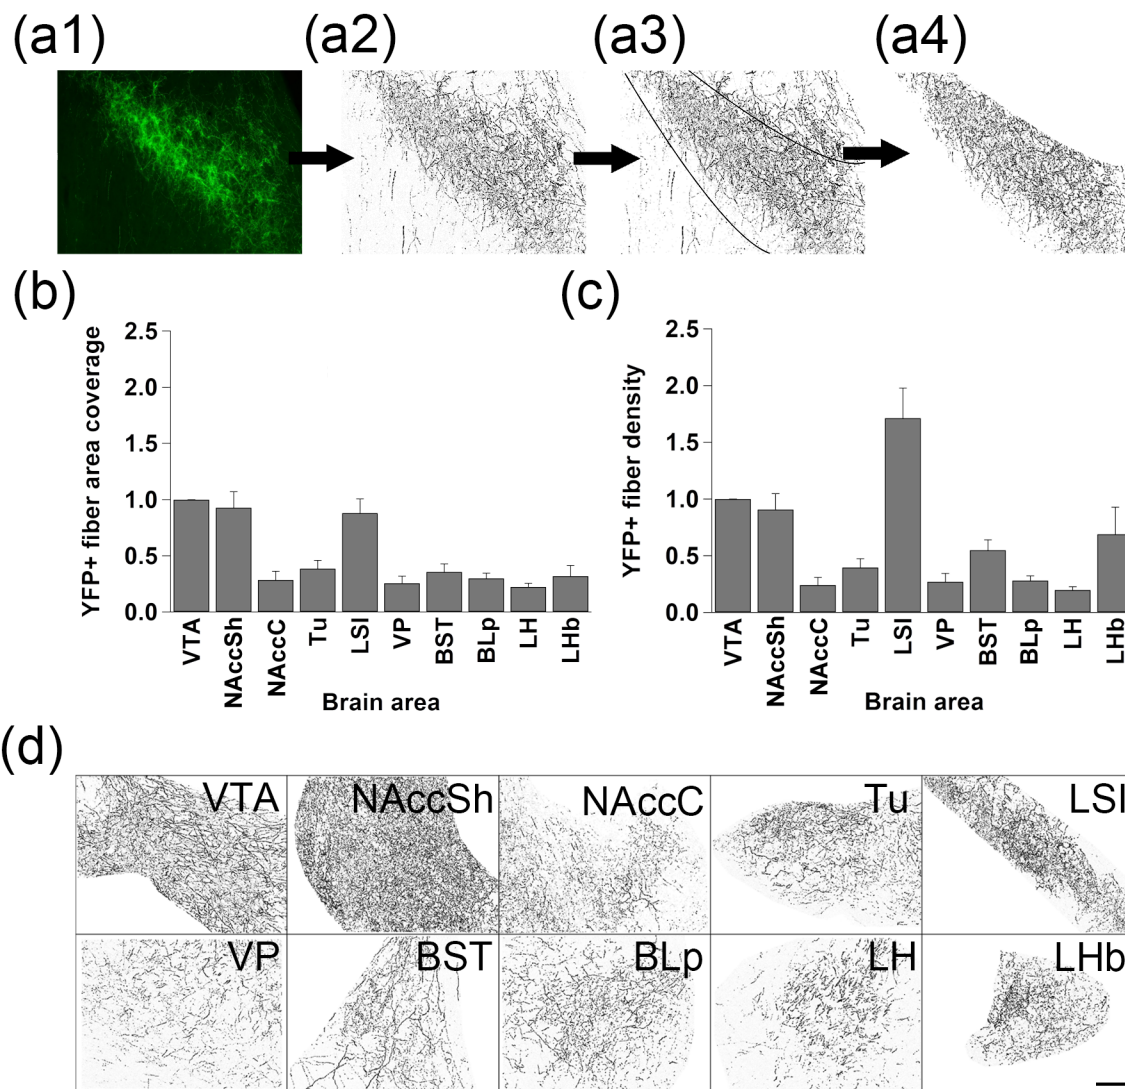 (a1) (a2) (a3) (a4)
(b) (c)
YFP+ fiber area coverage
2.5
2.0
1.5
1.0
0.5
0.0
VTA NAccSh NAccC Tu LSI VP BST BLp LH LHb
Brain area
YFP+ fiber density
2.5
2.0
1.5
1.0
0.5
0.0
VTA NAccSh NAccC Tu LSI VP BST BLp LH LHb
Brain area
(d)
VTA NAccSh NAccC Tu LSI
VP BST BLp LH LHb